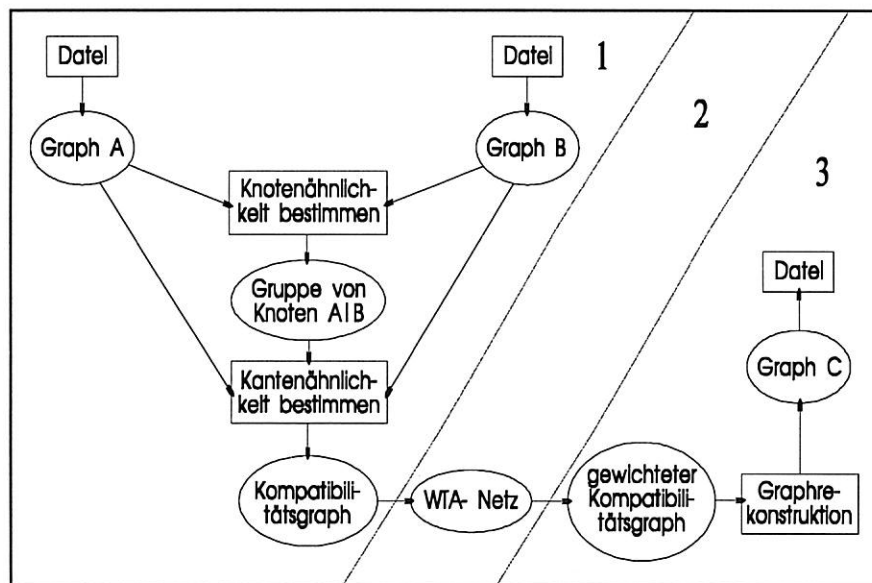 Datei
Datei
1
2
3
Graph A
Graph B
Knotenähnlich-
keit bestimmen
Gruppe von
Knoten A|B
Datei
Kantenähnlich-
keit bestimmen
Graph C
Kompatibili-
tätsgraph
WTA- Netz
gewichteter
Kompatibili-
tätsgraph
Graphre-
konstruktion